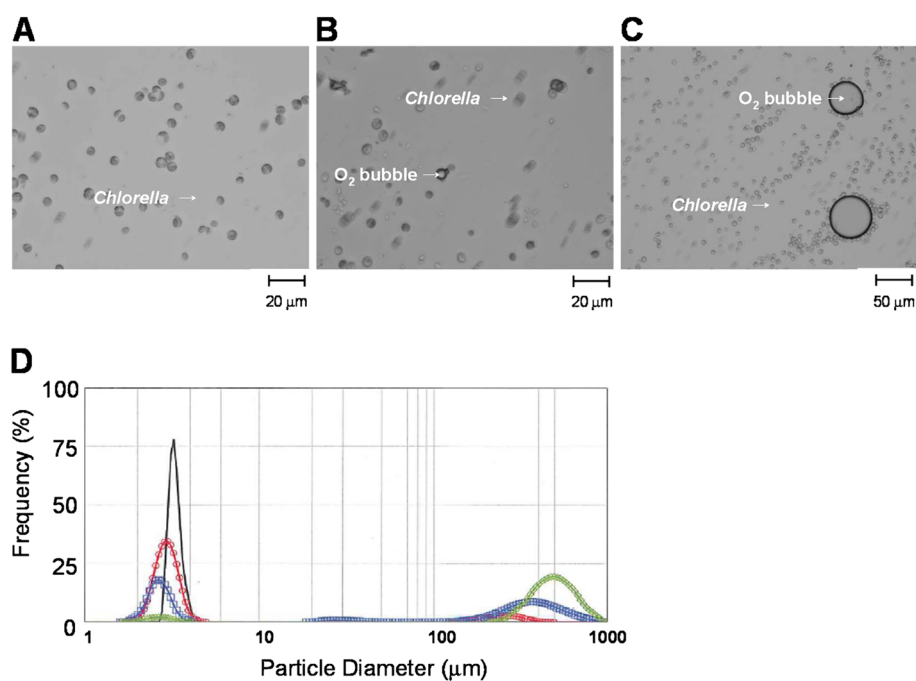 A B C
Chlorella →
Chlorella →
O2 bubble →
O2 bubble →
Chlorella →
20 μm
20 μm
50 μm
D
100
75
50
25
0
Frequency (%)
1 10 100 1000
Particle Diameter (μm)